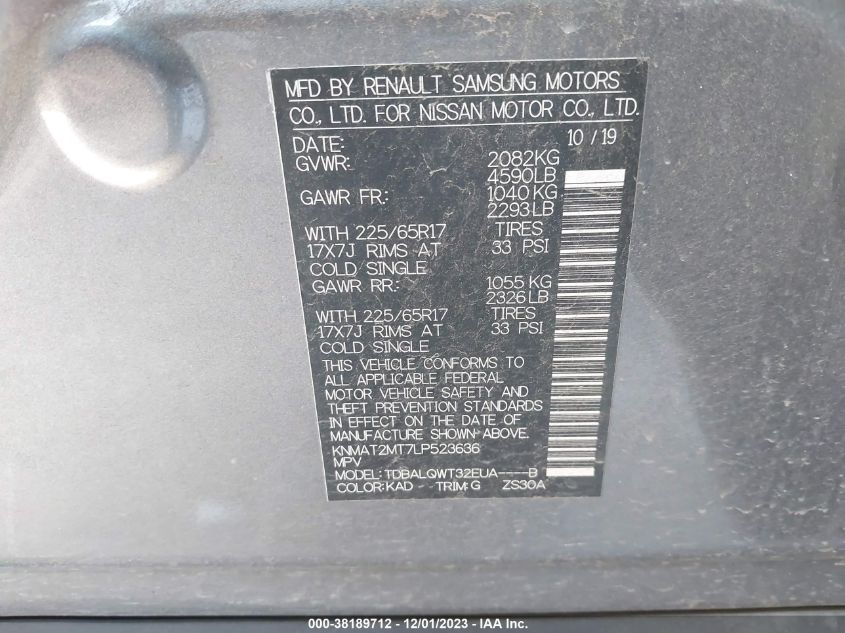 MFD BY RENAULT SAMSUNG MOTORS
CO., LTD. FOR NISSAN MOTOR CO., LTD.
DATE: 10 / 19
GVWR: 2082KG
4590LB
GAWR FR: 1040 KG
2293LB
WITH 225/65R17 TIRES
17X7J RIMS AT 33 PSI
COLD SINGLE
GAWR RR: 1055 KG
2326LB
WITH 225/65R17 TIRES
17X7J RIMS AT 33 PSI
COLD SINGLE
THIS VEHICLE CONFORMS TO
ALL APPLICABLE FEDERAL
MOTOR VEHICLE SAFETY AND
THEFT PREVENTION STANDARDS
IN EFFECT ON THE DATE OF
MANUFACTURE SHOWN ABOVE.
KNMAT2MT7LP523636
MPV
MODEL: TDBALQWT32EUA----B
COLOR:KAD TRIM:G ZS30A
000-38189712 - 12/01/2023 - IAA Inc.